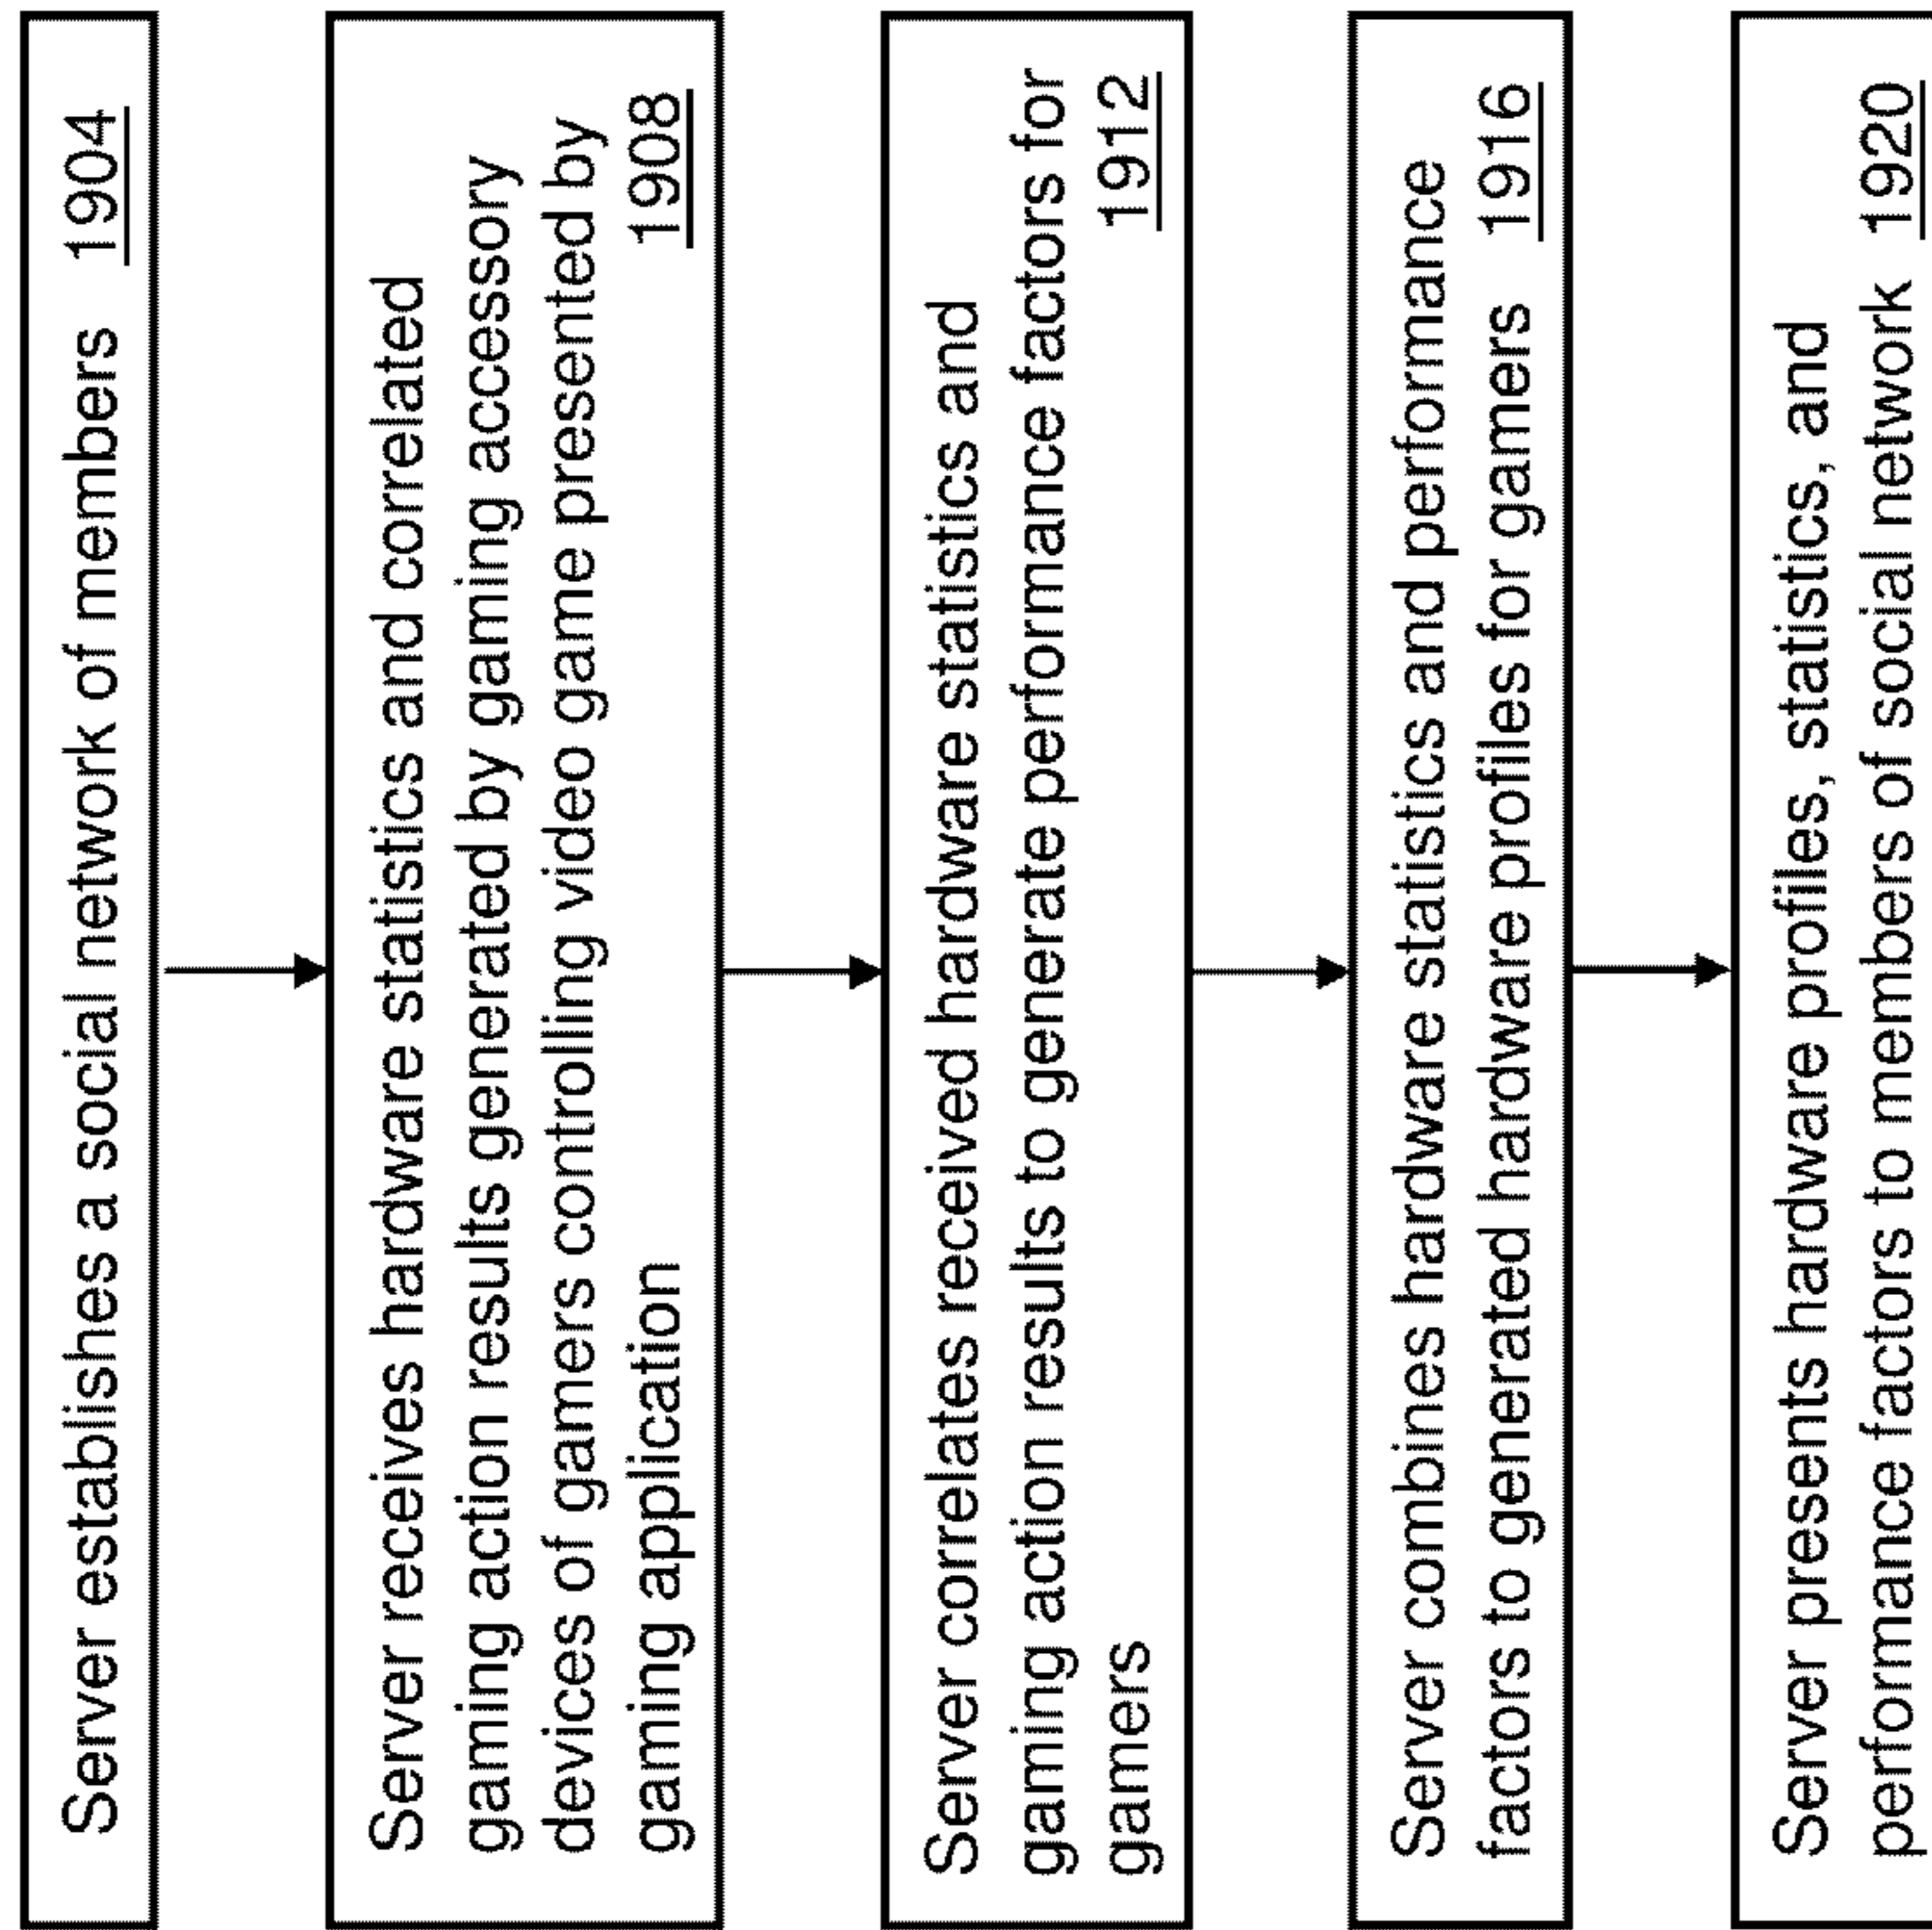 Server establishes a social network of members 1904
Server receives hardware statistics and correlated
gaming action results generated by gaming accessory
devices of gamers controlling video game presented by
gaming application 1908
Server correlates received hardware statistics and
gaming action results to generate performance factors for
gamers 1912
Server combines hardware statistics and performance
factors to generated hardware profiles for gamers 1916
Server presents hardware profiles, statistics, and
performance factors to members of social network 1920